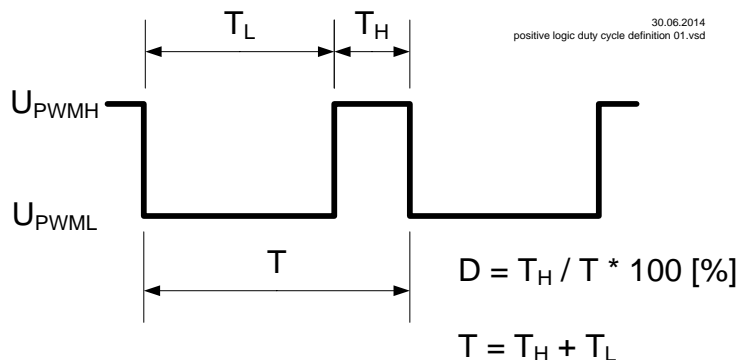 30.06.2014
positive logic duty cycle definition 01.vsd
T_L T_H
U_PWMH
U_PWML
T
D = T_H / T * 100 [%]
T = T_H + T_L